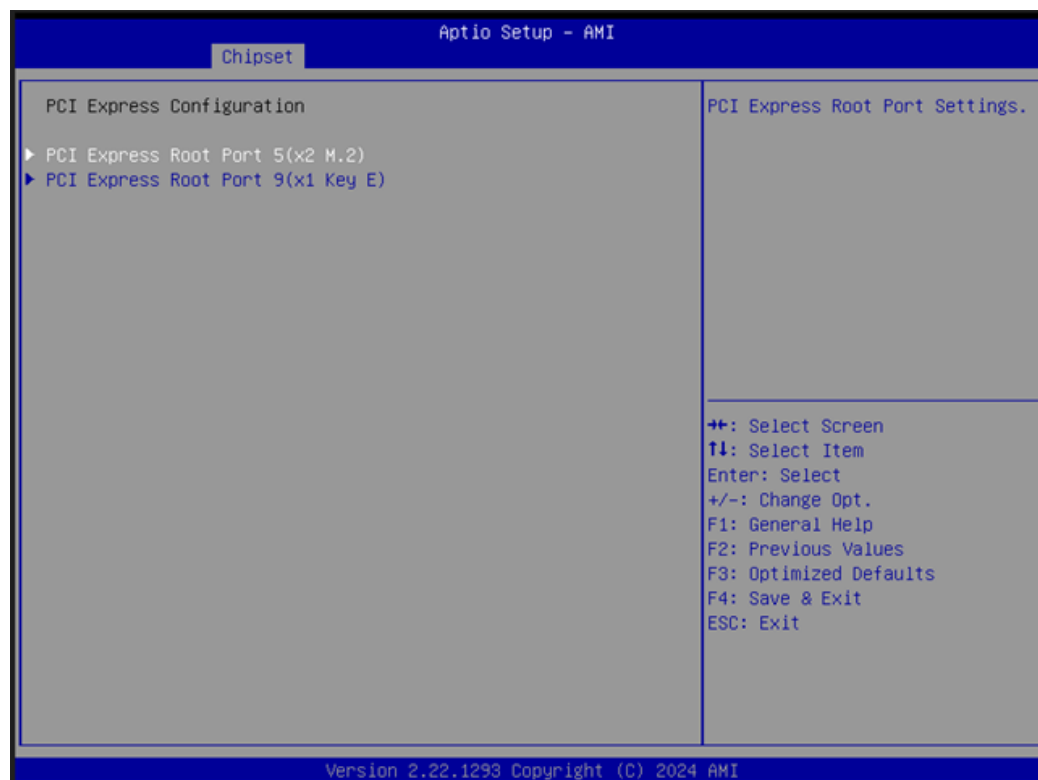 Aptio Setup - AMI
Chipset
PCI Express Configuration
PCI Express Root Port 5(x2 M.2)
PCI Express Root Port 9(x1 Key E)
PCI Express Root Port Settings.
→←: Select Screen
↑↓: Select Item
Enter: Select
+/-: Change Opt.
F1: General Help
F2: Previous Values
F3: Optimized Defaults
F4: Save & Exit
ESC: Exit
Version 2.22.1293 Copyright (C) 2024 AMI